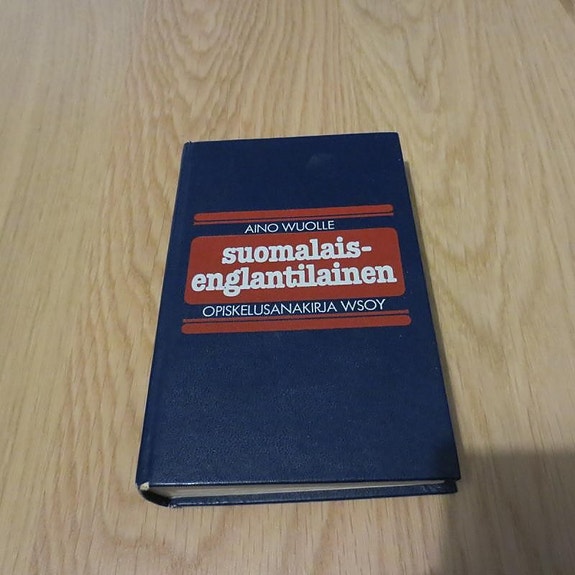 AINO WUOLLE
suomalais-
englantilainen
OPISKELUSANAKIRJA WSOY